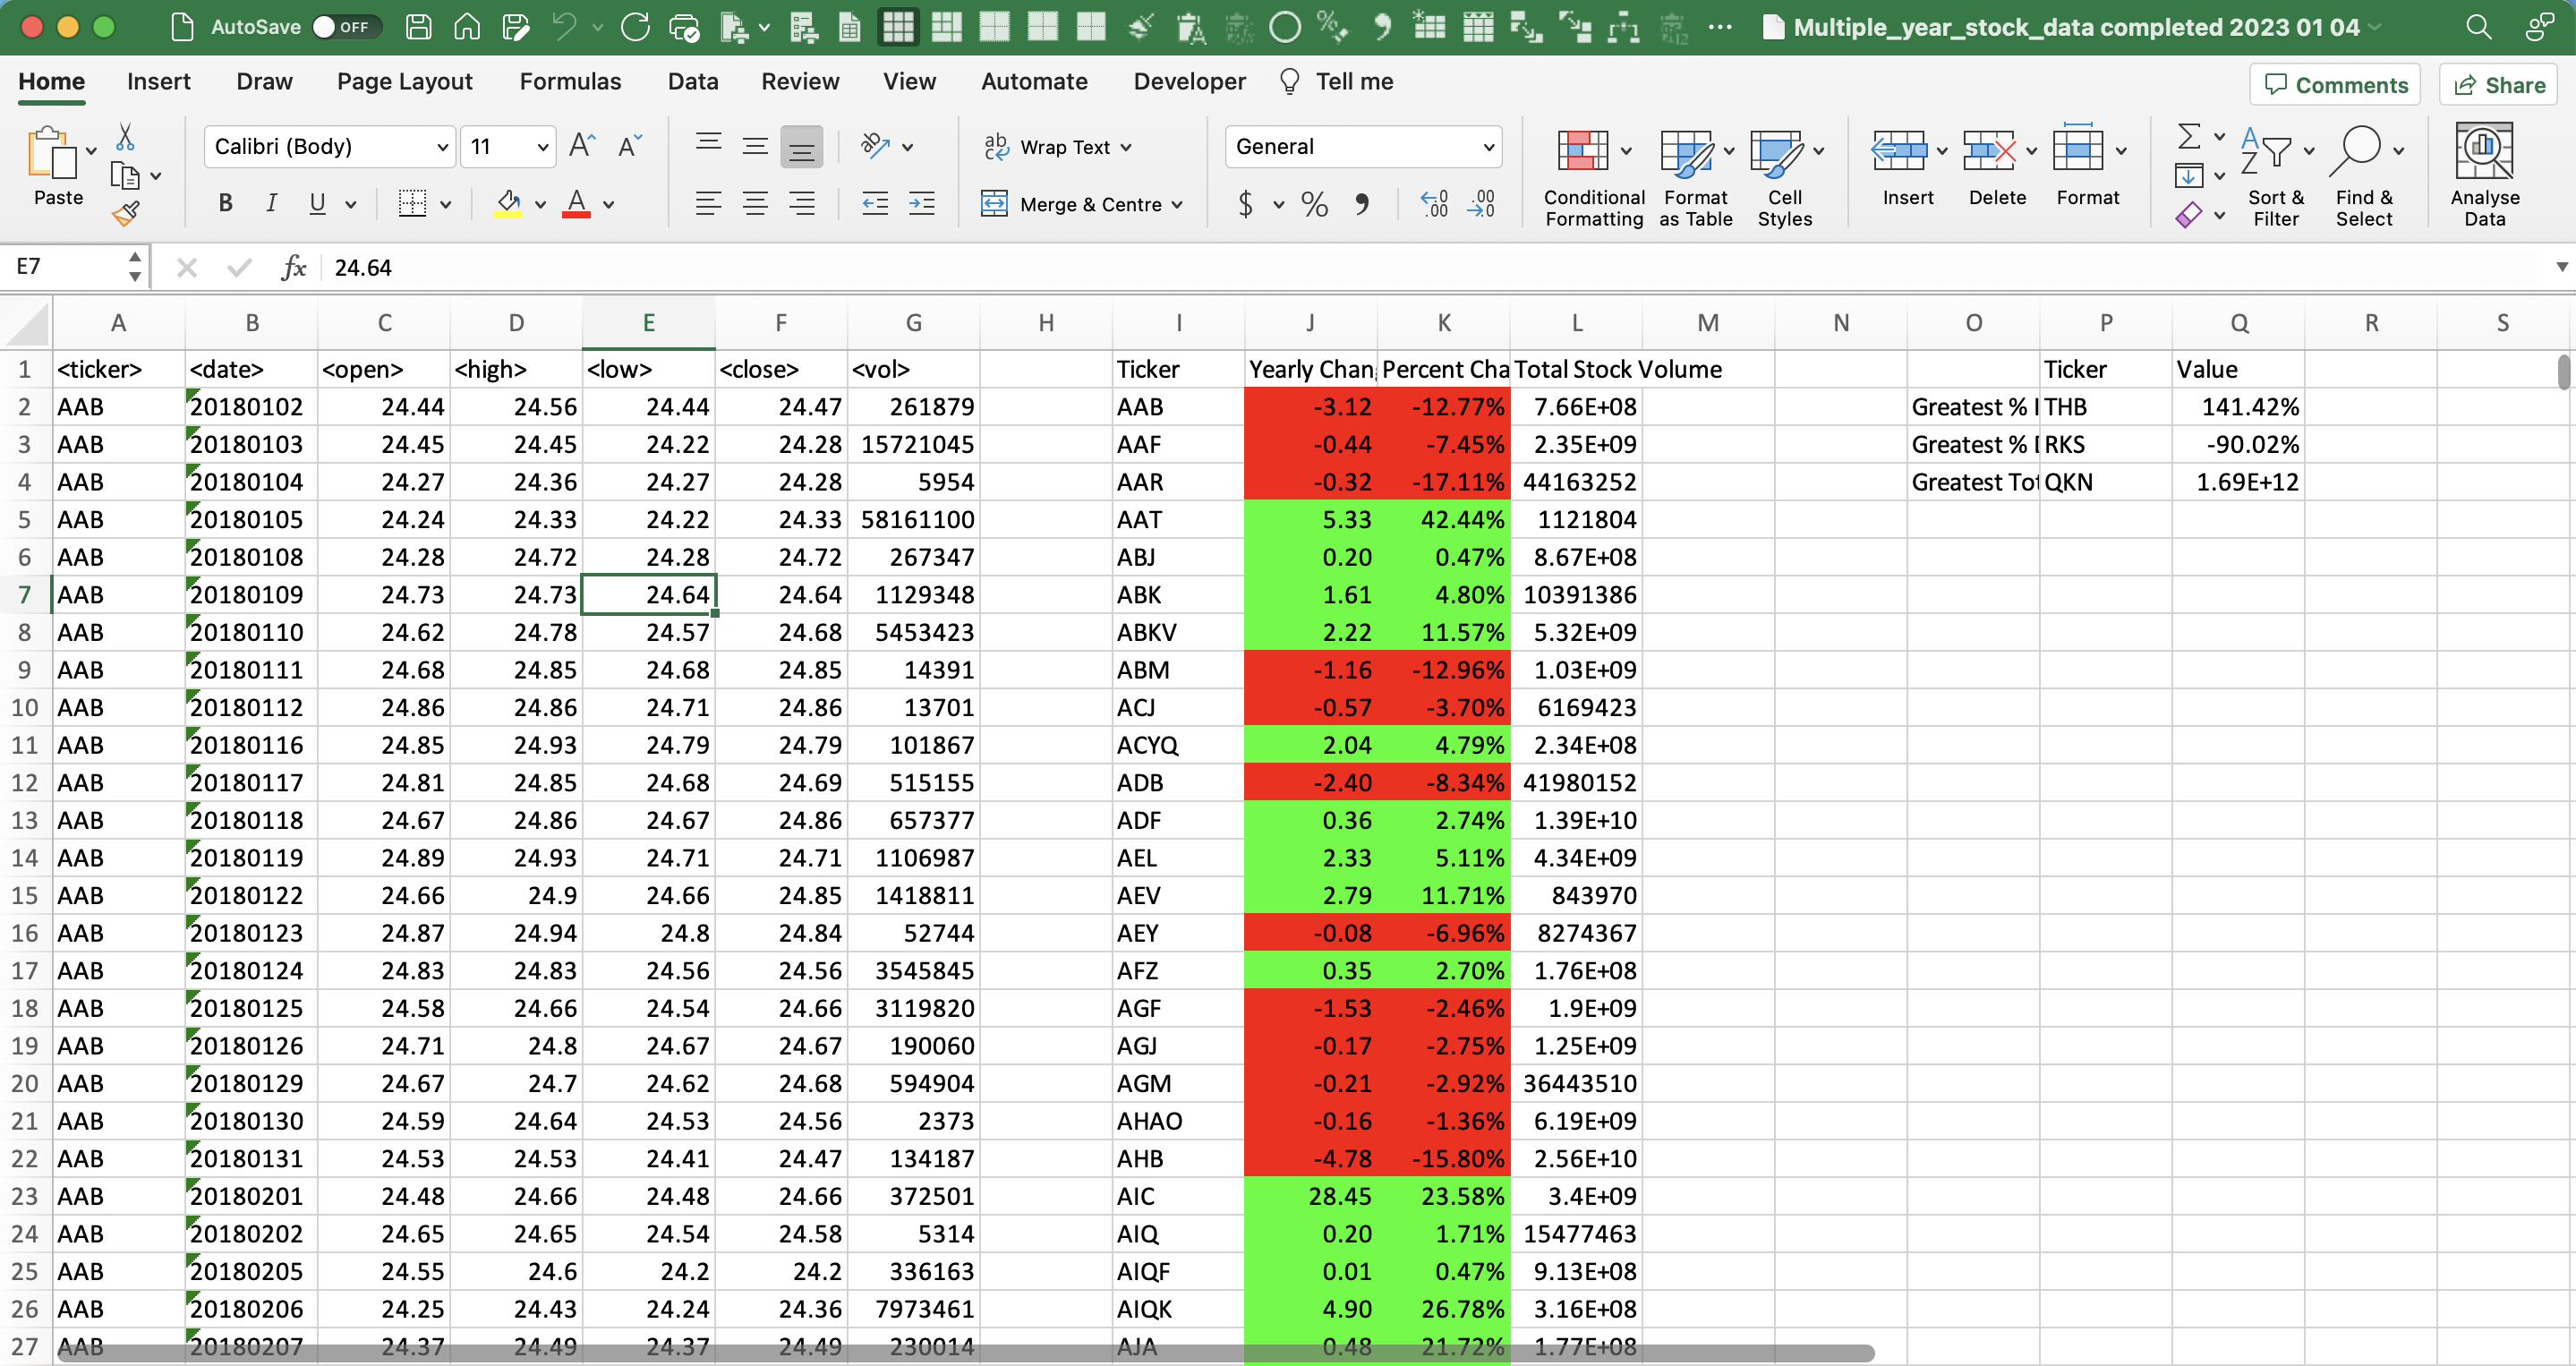 AutoSave OFF Multiple_year_stock_data completed 2023 01 04
Home Insert Draw Page Layout Formulas Data Review View Automate Developer Tell me Comments Share
Calibri (Body) 11 Wrap Text General
Paste B I U Merge & Centre $ % Conditional Formatting Format as Table Cell Styles Insert Delete Format Sort & Filter Find & Select Analyse Data
E7 fx 24.64
A B C D E F G H I J K L M N O P Q R S
1 <ticker> <date> <open> <high> <low> <close> <vol> Ticker Yearly Chan Percent Cha Total Stock Volume Ticker Value
2 AAB 20180102 24.44 24.56 24.44 24.47 261879 AAB -3.12 -12.77% 7.66E+08 Greatest % I THB 141.42%
3 AAB 20180103 24.45 24.45 24.22 24.28 15721045 AAF -0.44 -7.45% 2.35E+09 Greatest % D RKS -90.02%
4 AAB 20180104 24.27 24.36 24.27 24.28 5954 AAR -0.32 -17.11% 44163252 Greatest Tot QKN 1.69E+12
5 AAB 20180105 24.24 24.33 24.22 24.33 58161100 AAT 5.33 42.44% 1121804
6 AAB 20180108 24.28 24.72 24.28 24.72 267347 ABJ 0.20 0.47% 8.67E+08
7 AAB 20180109 24.73 24.73 24.64 24.64 1129348 ABK 1.61 4.80% 10391386
8 AAB 20180110 24.62 24.78 24.57 24.68 5453423 ABKV 2.22 11.57% 5.32E+09
9 AAB 20180111 24.68 24.85 24.68 24.85 14391 ABM -1.16 -12.96% 1.03E+09
10 AAB 20180112 24.86 24.86 24.71 24.86 13701 ACJ -0.57 -3.70% 6169423
11 AAB 20180116 24.85 24.93 24.79 24.79 101867 ACYQ 2.04 4.79% 2.34E+08
12 AAB 20180117 24.81 24.85 24.68 24.69 515155 ADB -2.40 -8.34% 41980152
13 AAB 20180118 24.67 24.86 24.67 24.86 657377 ADF 0.36 2.74% 1.39E+10
14 AAB 20180119 24.89 24.93 24.71 24.71 1106987 AEL 2.33 5.11% 4.34E+09
15 AAB 20180122 24.66 24.9 24.66 24.85 1418811 AEV 2.79 11.71% 843970
16 AAB 20180123 24.87 24.94 24.8 24.84 52744 AEY -0.08 -6.96% 8274367
17 AAB 20180124 24.83 24.83 24.56 24.56 3545845 AFZ 0.35 2.70% 1.76E+08
18 AAB 20180125 24.58 24.66 24.54 24.66 3119820 AGF -1.53 -2.46% 1.9E+09
19 AAB 20180126 24.71 24.8 24.67 24.67 190060 AGJ -0.17 -2.75% 1.25E+09
20 AAB 20180129 24.67 24.7 24.62 24.68 594904 AGM -0.21 -2.92% 36443510
21 AAB 20180130 24.59 24.64 24.53 24.56 2373 AHAO -0.16 -1.36% 6.19E+09
22 AAB 20180131 24.53 24.53 24.41 24.47 134187 AHB -4.78 -15.80% 2.56E+10
23 AAB 20180201 24.48 24.66 24.48 24.66 372501 AIC 28.45 23.58% 3.4E+09
24 AAB 20180202 24.65 24.65 24.54 24.58 5314 AIQ 0.20 1.71% 15477463
25 AAB 20180205 24.55 24.6 24.2 24.2 336163 AIQF 0.01 0.47% 9.13E+08
26 AAB 20180206 24.25 24.43 24.24 24.36 7973461 AIQK 4.90 26.78% 3.16E+08
27 AAB 20180207 24.37 24.49 24.37 24.49 230014 AJA 0.48 21.72% 1.77E+08